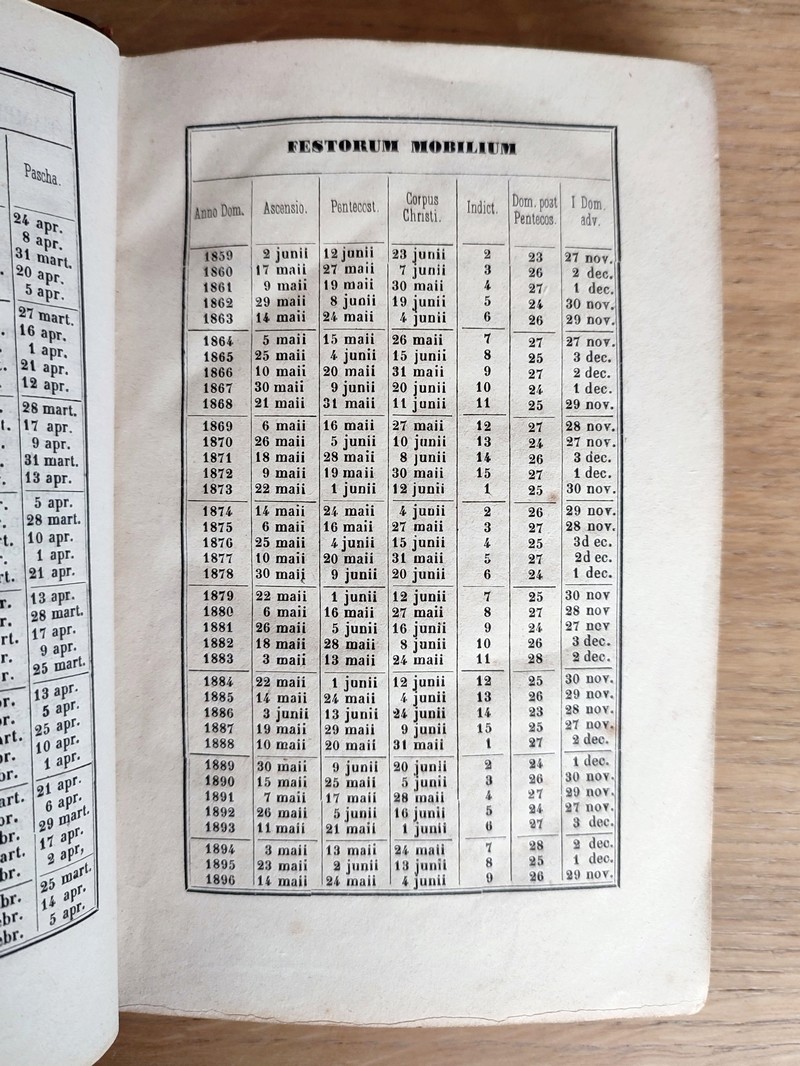 Pascha.
24 apr.
8 apr.
31 mart.
20 apr.
5 apr.
27 mart.
16 apr.
1 apr.
21 apr.
12 apr.
28 mart.
17 apr.
9 apr.
31 mart.
13 apr.
5 apr.
28 mart.
10 apr.
1 apr.
21 apr.
13 apr.
28 mart.
17 apr.
9 apr.
25 mart.
13 apr.
5 apr.
25 apr.
10 apr.
1 apr.
21 apr.
6 apr.
29 mart.
17 apr.
2 apr,
25 mart.
14 apr.
5 apr.
FESTORUM MOBILIUM
Anno Dom. Ascensio. Pentecost. Corpus Christi. Indict. Dom. post Pentecos. I Dom. adv.
1859 2 junii 12 junii 23 junii 2 23 27 nov.
1860 17 maii 27 maii 7 junii 3 26 2 dec.
1861 9 maii 19 maii 30 maii 4 27 1 dec.
1862 29 maii 8 junii 19 junii 5 24 30 nov.
1863 14 maii 24 maii 4 junii 6 26 29 nov.
1864 5 maii 15 maii 26 maii 7 27 27 nov.
1865 25 maii 4 junii 15 junii 8 25 3 dec.
1866 10 maii 20 maii 31 maii 9 27 2 dec.
1867 30 maii 9 junii 20 junii 10 24 1 dec.
1868 21 maii 31 maii 11 junii 11 25 29 nov.
1869 6 maii 16 maii 27 maii 12 27 28 nov.
1870 26 maii 5 junii 10 junii 13 24 27 nov.
1871 18 maii 28 maii 8 junii 14 26 3 dec.
1872 9 maii 19 maii 30 maii 15 27 1 dec.
1873 22 maii 1 junii 12 junii 1 25 30 nov.
1874 14 maii 24 maii 4 junii 2 26 29 nov.
1875 6 maii 16 maii 27 maii 3 27 28 nov.
1876 25 maii 4 junii 15 junii 4 25 3d ec.
1877 10 maii 20 maii 31 maii 5 27 2d ec.
1878 30 maii 9 junii 20 junii 6 24 1 dec.
1879 22 maii 1 junii 12 junii 7 25 30 nov
1880 6 maii 16 maii 27 maii 8 27 28 nov
1881 26 maii 5 junii 16 junii 9 24 27 nov
1882 18 maii 28 maii 8 junii 10 26 3 dec.
1883 3 maii 13 maii 24 maii 11 28 2 dec.
1884 22 maii 1 junii 12 junii 12 25 30 nov.
1885 14 maii 24 maii 4 junii 13 26 29 nov.
1886 3 junii 13 junii 24 junii 14 23 28 nov.
1887 19 maii 29 maii 9 junii 15 25 27 nov.
1888 10 maii 20 maii 31 maii 1 27 2 dec.
1889 30 maii 9 junii 20 junii 2 24 1 dec.
1890 15 maii 25 maii 5 junii 3 26 30 nov.
1891 7 maii 17 maii 28 maii 4 27 29 nov.
1892 26 maii 5 junii 16 junii 5 24 27 nov.
1893 11 maii 21 maii 1 junii 6 27 3 dec.
1894 3 maii 13 maii 24 maii 7 28 2 dec.
1895 23 maii 2 junii 13 junii 8 25 1 dec.
1896 14 maii 24 maii 4 junii 9 26 29 nov.